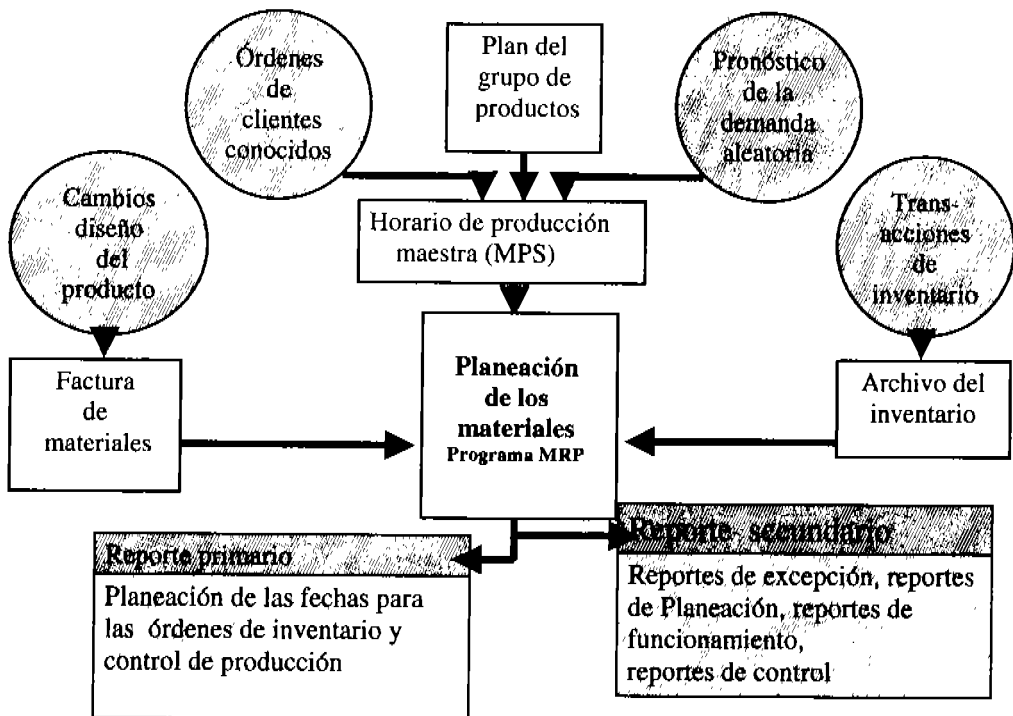 Órdenes
de
clientes
conocidos
Plan del
grupo de
productos
Pronóstico
de la
demanda
aleatoria
Cambios
diseño
del
producto
Horario de producción
maestra (MPS)
Trans-
acciones
de
inventario
Factura
de
materiales
Planeación
de los
materiales
Programa MRP
Archivo del
inventario
Reporte primario
Planeación de las fechas para
las órdenes de inventario y
control de producción
Reporte secundario
Reportes de excepción, reportes
de Planeación, reportes de
funcionamiento,
reportes de control